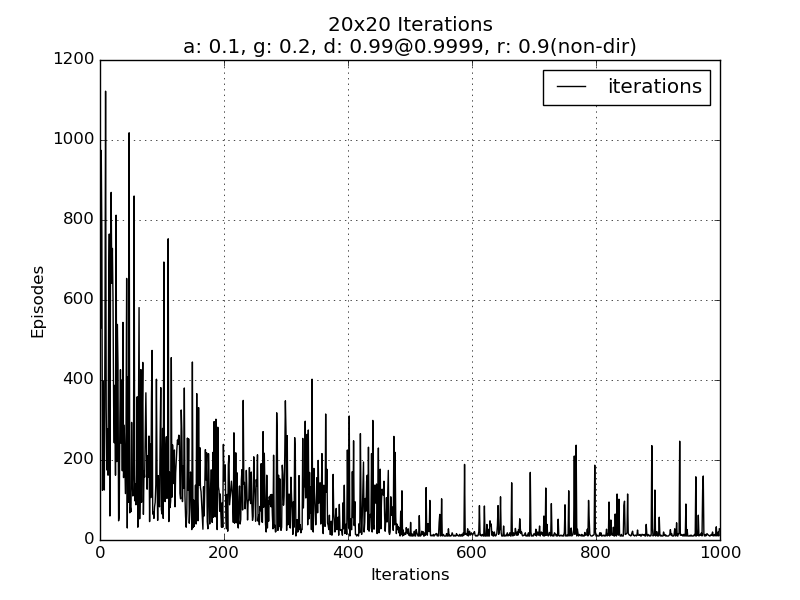 20x20 Iterations
a: 0.1, g: 0.2, d: 0.99@0.9999, r: 0.9(non-dir)
1200
iterations
1000
800
600
Episodes
400
200
0
0 200 400 600 800 1000
Iterations